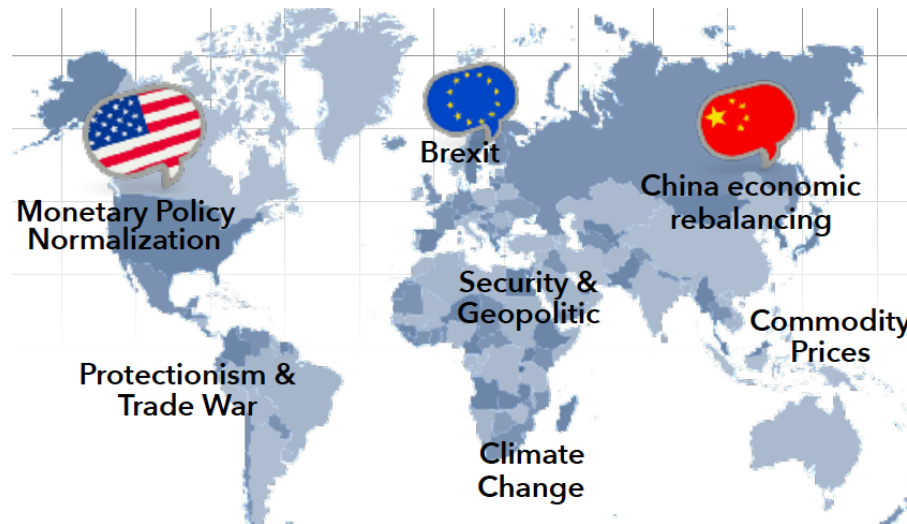 Brexit
China economic
rebalancing
Monetary Policy
Normalization
Security &
Geopolitic
Commodity
Prices
Protectionism &
Trade War
Climate
Change